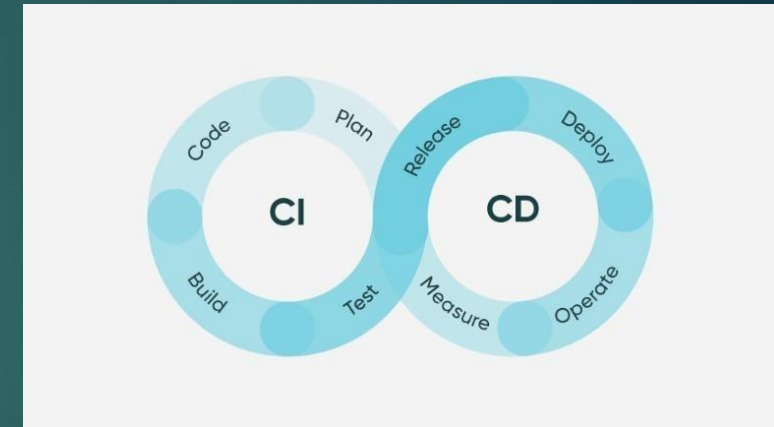 Plan
Code
Build
Test
CI
Release
Deploy
Operate
Measure
CD